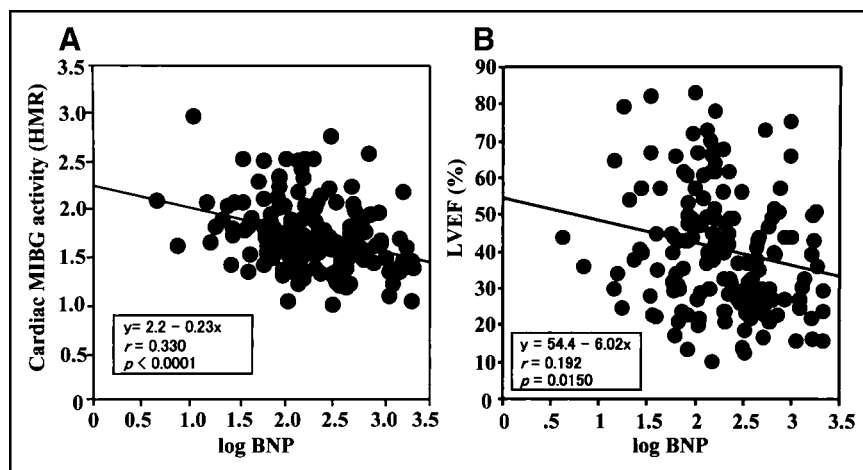 A
3.5
3.0
2.5
2.0
1.5
1.0
0.5
0
0
0.5
1.0
1.5
2.0
2.5
3.0
3.5
Cardiac MIBG activity (HMR)
log BNP
y= 2.2 − 0.23x
r = 0.330
p < 0.0001
B
90
80
70
60
50
40
30
20
10
0
0
.5
1
1.5
2
2.5
3
3.5
LVEF (%)
log BNP
y = 54.4 − 6.02x
r = 0.192
p = 0.0150